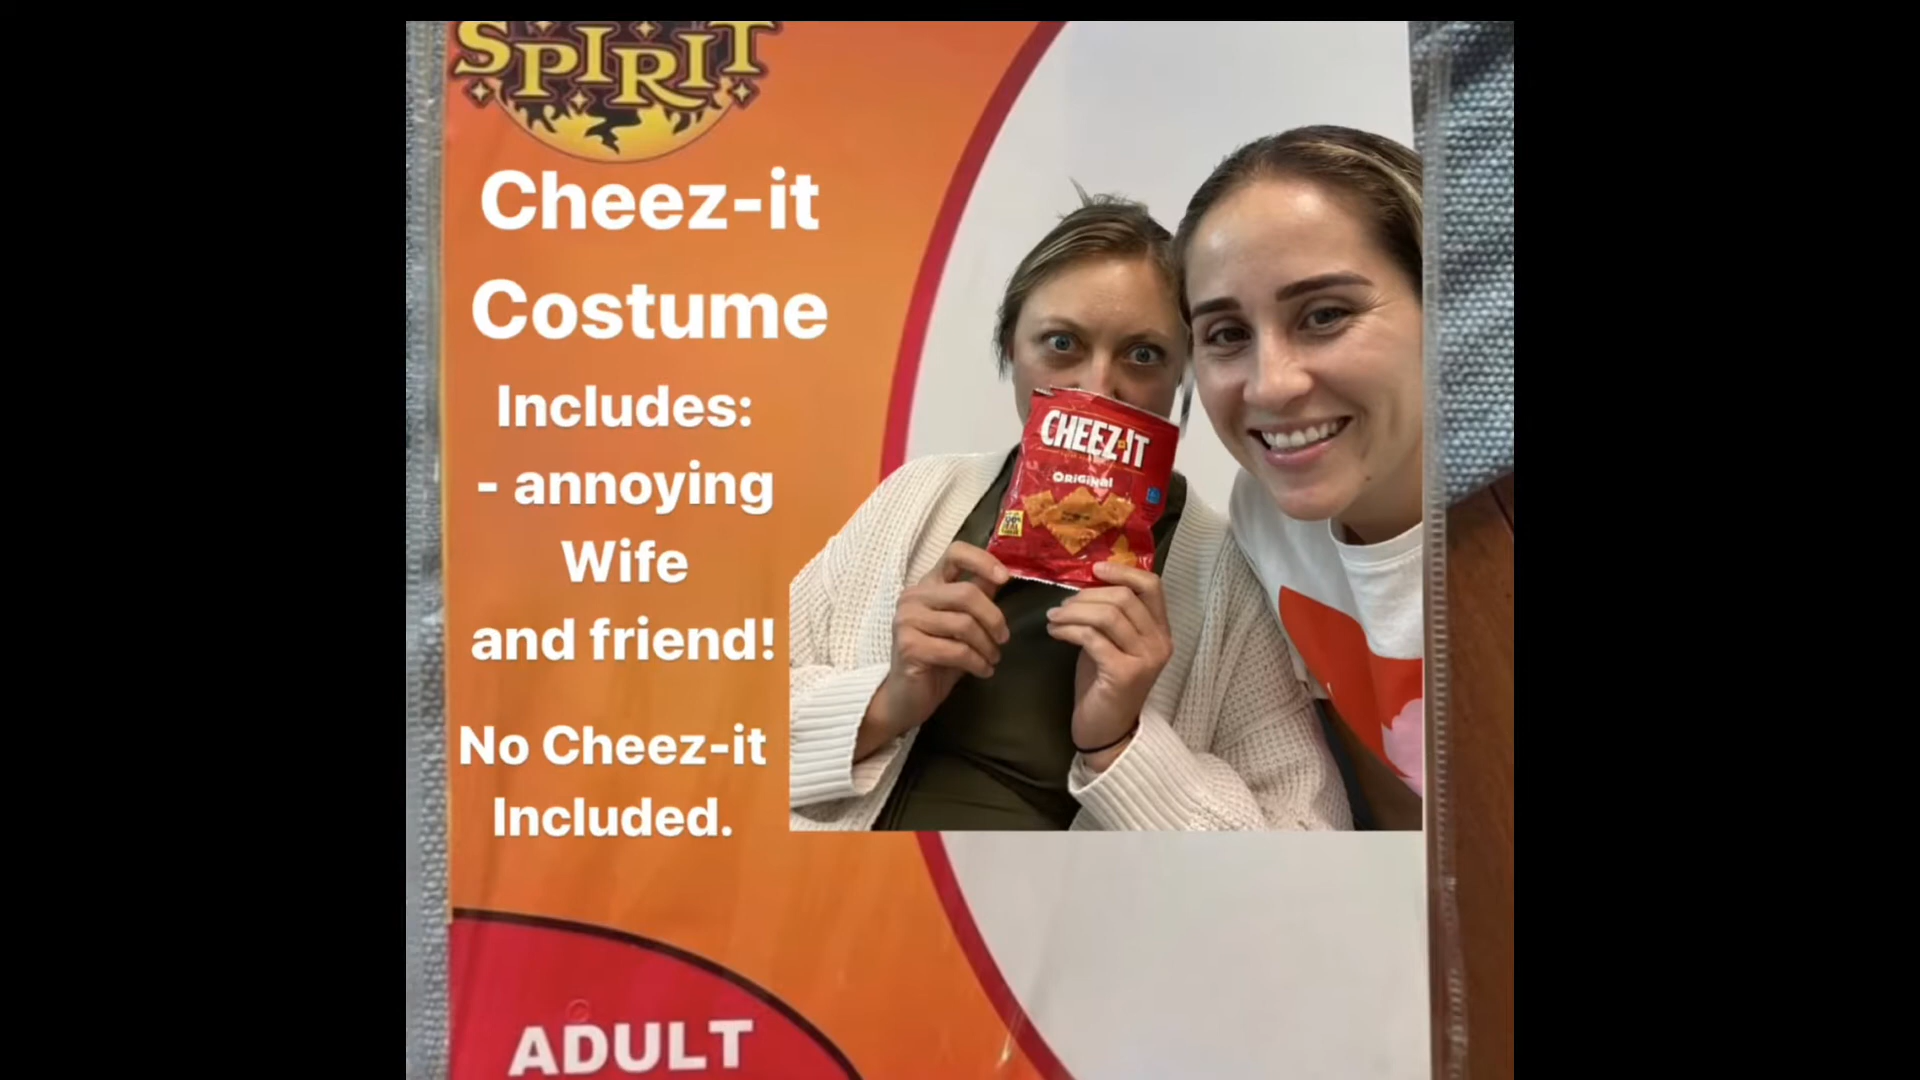 SPIRIT
Cheez-it
Costume
Includes:
- annoying
Wife
and friend!
No Cheez-it
Included.
CHEEZ-IT
ORIGINAL
ADULT